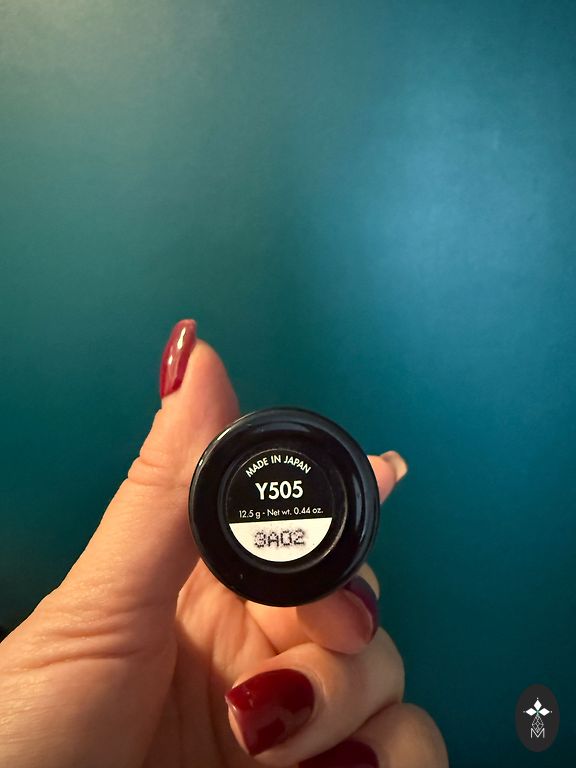 MADE IN JAPAN
Y505
12.5 g - Net wt. 0.44 oz.
3A02